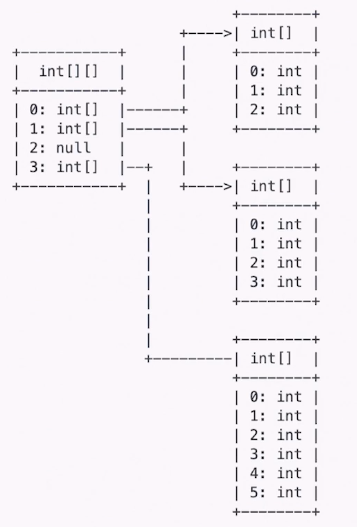 +--------+
                   +---->| int[]  |
+------------+     |     +--------+
|  int[][]   |     |     | 0: int |
+------------+     |     | 1: int |
| 0: int[]   |-----+     | 2: int |
| 1: int[]   |-----+     +--------+
| 2: null    |     |
| 3: int[]   |--+  |     +--------+
+------------+  |  +---->| int[]  |
                |        +--------+
                |        | 0: int |
                |        | 1: int |
                |        | 2: int |
                |        | 3: int |
                |        +--------+
                |
                |        +--------+
                +--------| int[]  |
                         +--------+
                         | 0: int |
                         | 1: int |
                         | 2: int |
                         | 3: int |
                         | 4: int |
                         | 5: int |
                         +--------+